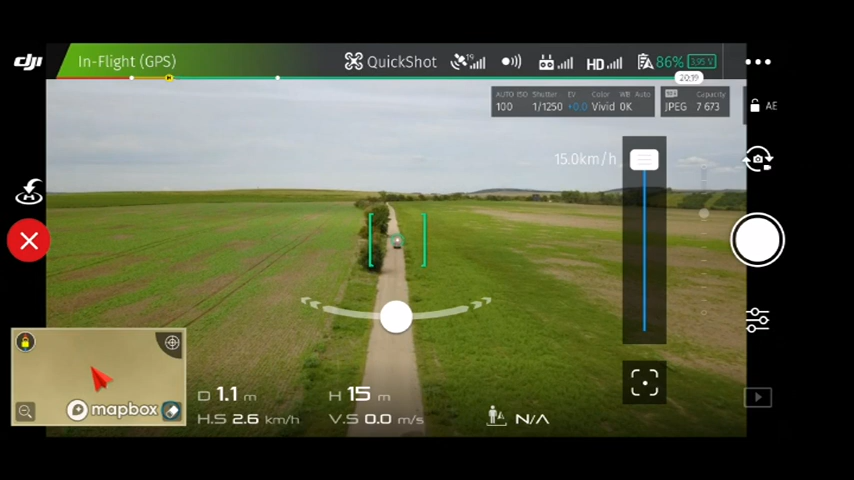 dji In-Flight (GPS) QuickShot 19 HD 86% 3.95 V
20:19
AUTO ISO Shutter EV Color WB Auto Capacity
100 1/1250 +0.0 Vivid 0K JPEG 7 673
AE
15.0km/h
P
H
D 1.1 m H 15 m
H.S 2.6 km/h V.S 0.0 m/s N/A
mapbox